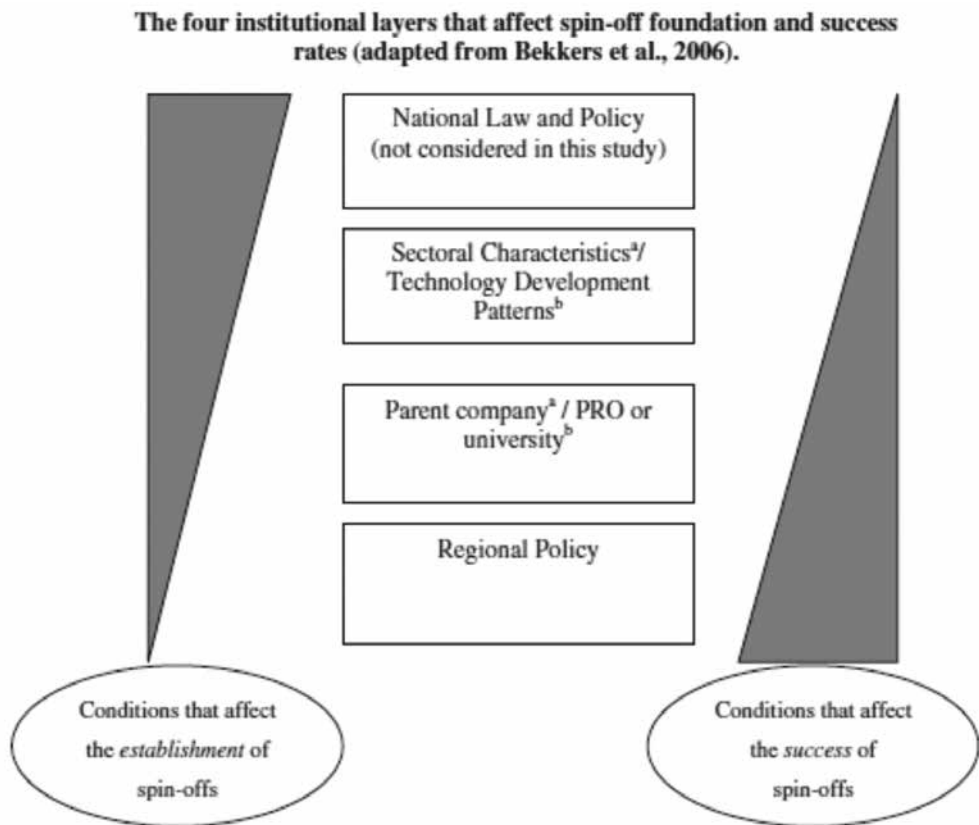 The four institutional layers that affect spin-off foundation and success
rates (adapted from Bekkers et al., 2006).
National Law and Policy
(not considered in this study)
Sectoral Characteristicsᵃ/
Technology Development
Patternsᵇ
Parent companyᵃ / PRO or
universityᵇ
Regional Policy
Conditions that affect
the establishment of
spin-offs
Conditions that affect
the success of
spin-offs